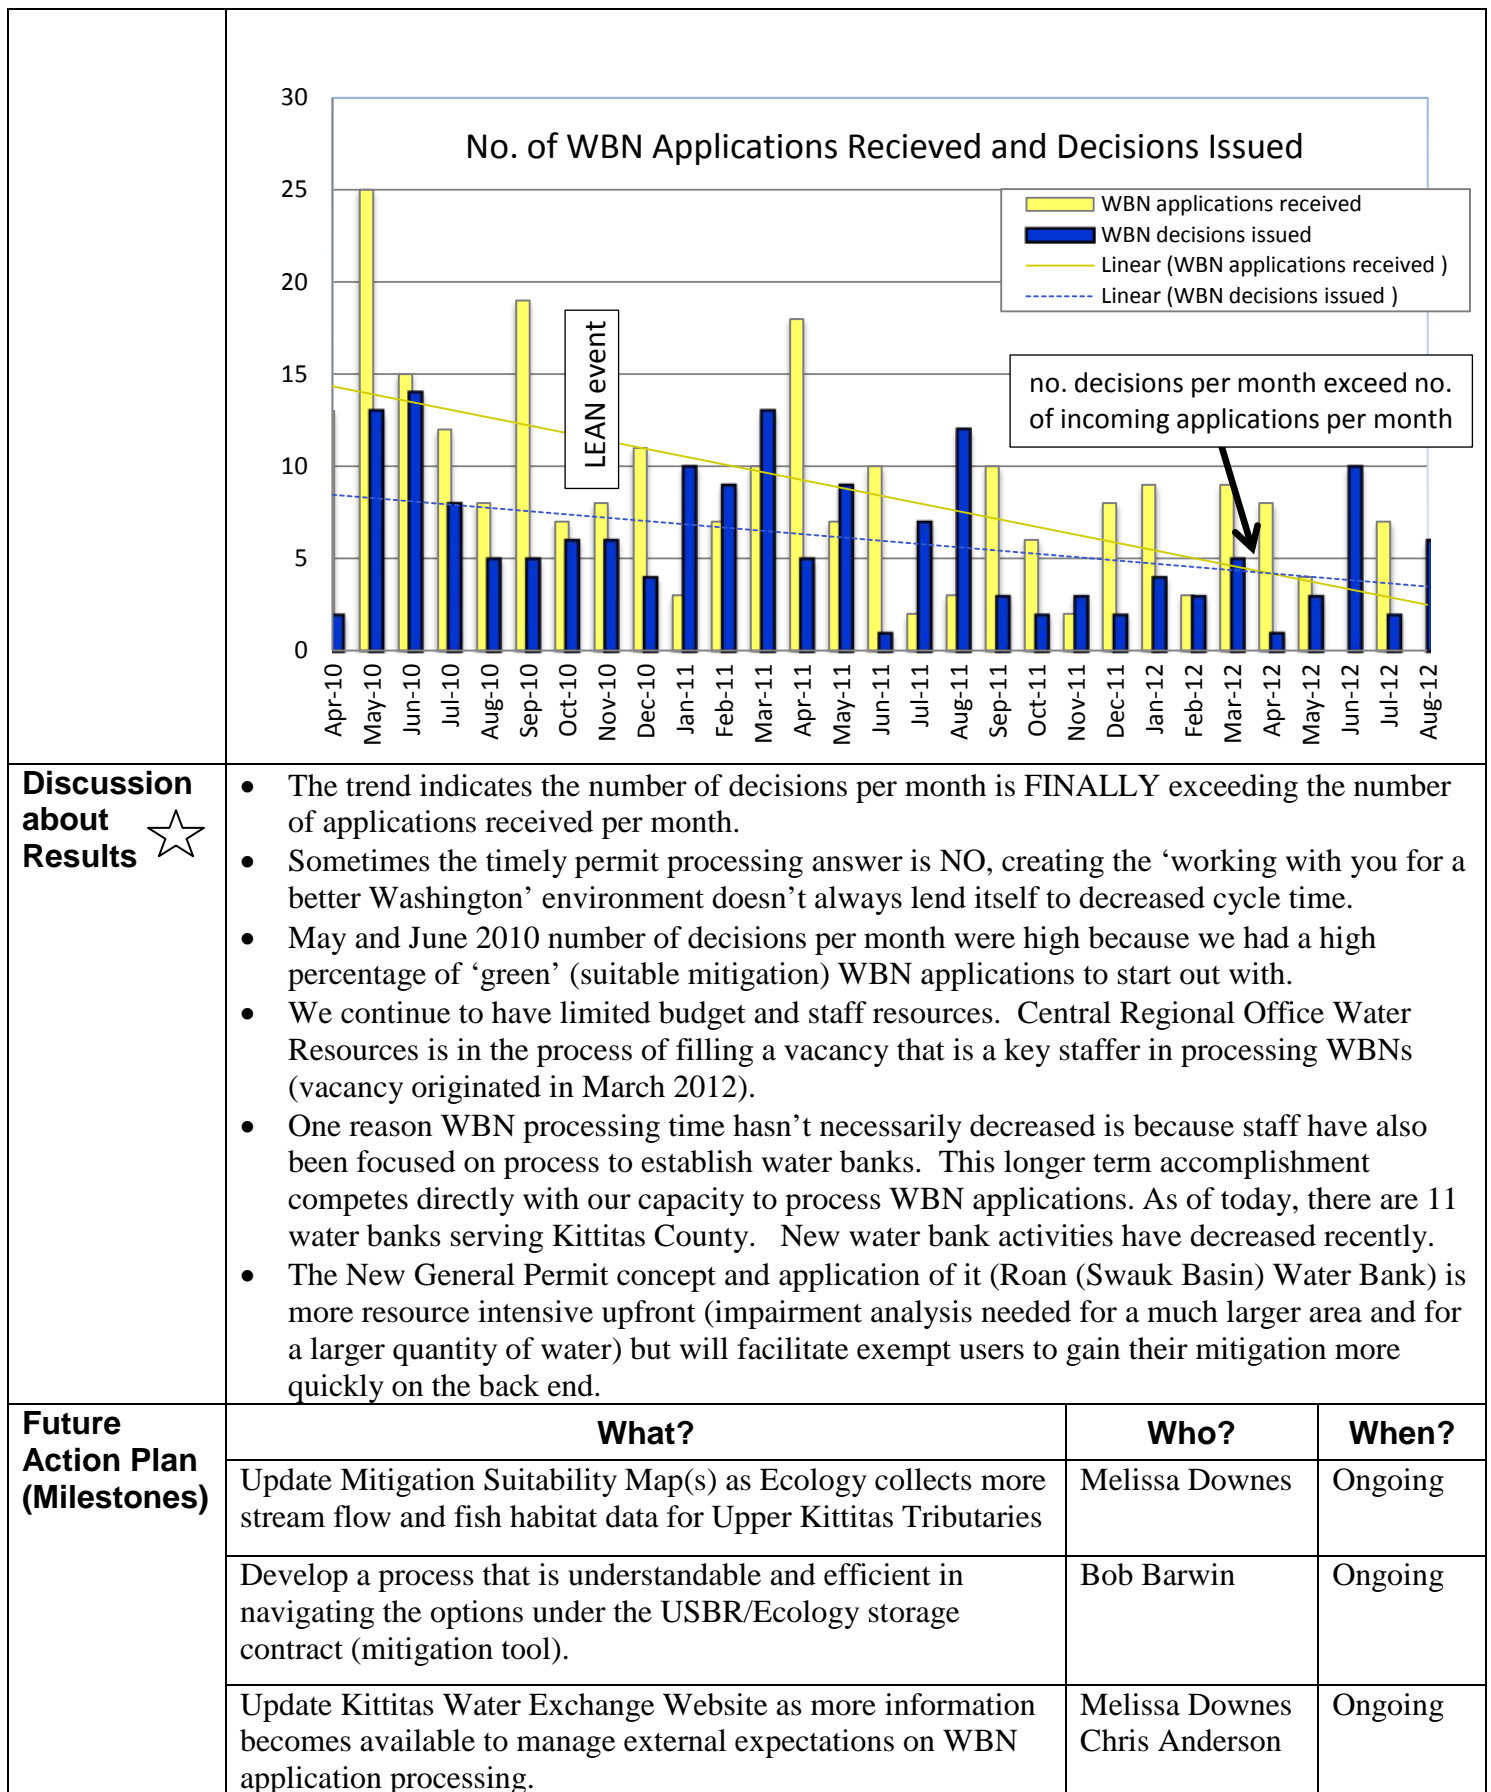 30
25
20
15
10
5
0
No. of WBN Applications Recieved and Decisions Issued
WBN applications received
WBN decisions issued
Linear (WBN applications received )
Linear (WBN decisions issued )
LEAN event
no. decisions per month exceed no.
of incoming applications per month
Apr-10
May-10
Jun-10
Jul-10
Aug-10
Sep-10
Oct-10
Nov-10
Dec-10
Jan-11
Feb-11
Mar-11
Apr-11
May-11
Jun-11
Jul-11
Aug-11
Sep-11
Oct-11
Nov-11
Dec-11
Jan-12
Feb-12
Mar-12
Apr-12
May-12
Jun-12
Jul-12
Aug-12
Discussion
about
Results
• The trend indicates the number of decisions per month is FINALLY exceeding the number
of applications received per month.
• Sometimes the timely permit processing answer is NO, creating the ‘working with you for a
better Washington’ environment doesn’t always lend itself to decreased cycle time.
• May and June 2010 number of decisions per month were high because we had a high
percentage of ‘green’ (suitable mitigation) WBN applications to start out with.
• We continue to have limited budget and staff resources.  Central Regional Office Water
Resources is in the process of filling a vacancy that is a key staffer in processing WBNs
(vacancy originated in March 2012).
• One reason WBN processing time hasn’t necessarily decreased is because staff have also
been focused on process to establish water banks.  This longer term accomplishment
competes directly with our capacity to process WBN applications. As of today, there are 11
water banks serving Kittitas County.   New water bank activities have decreased recently.
• The New General Permit concept and application of it (Roan (Swauk Basin) Water Bank) is
more resource intensive upfront (impairment analysis needed for a much larger area and for
a larger quantity of water) but will facilitate exempt users to gain their mitigation more
quickly on the back end.
Future
Action Plan
(Milestones)
What?
Who?
When?
Update Mitigation Suitability Map(s) as Ecology collects more
stream flow and fish habitat data for Upper Kittitas Tributaries
Melissa Downes
Ongoing
Develop a process that is understandable and efficient in
navigating the options under the USBR/Ecology storage
contract (mitigation tool).
Bob Barwin
Ongoing
Update Kittitas Water Exchange Website as more information
becomes available to manage external expectations on WBN
application processing.
Melissa Downes
Chris Anderson
Ongoing